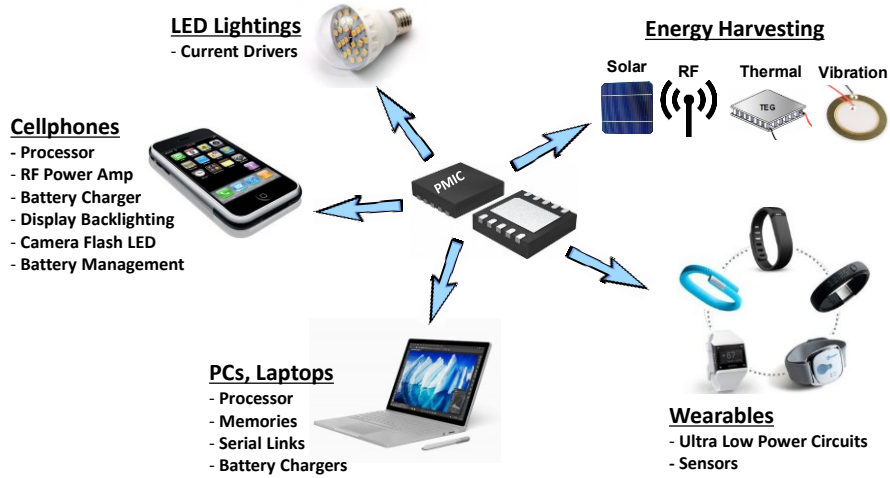 LED Lightings
- Current Drivers
Energy Harvesting
Solar
RF
Thermal
Vibration
TEG
Cellphones
- Processor
- RF Power Amp
- Battery Charger
- Display Backlighting
- Camera Flash LED
- Battery Management
PMIC
PCs, Laptops
- Processor
- Memories
- Serial Links
- Battery Chargers
Wearables
- Ultra Low Power Circuits
- Sensors